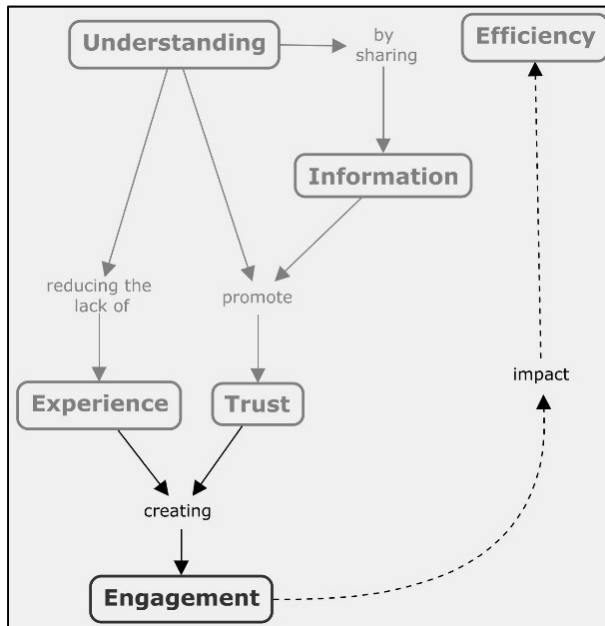 Understanding
by
sharing
Efficiency
Information
reducing the
lack of
promote
impact
Experience
Trust
creating
Engagement